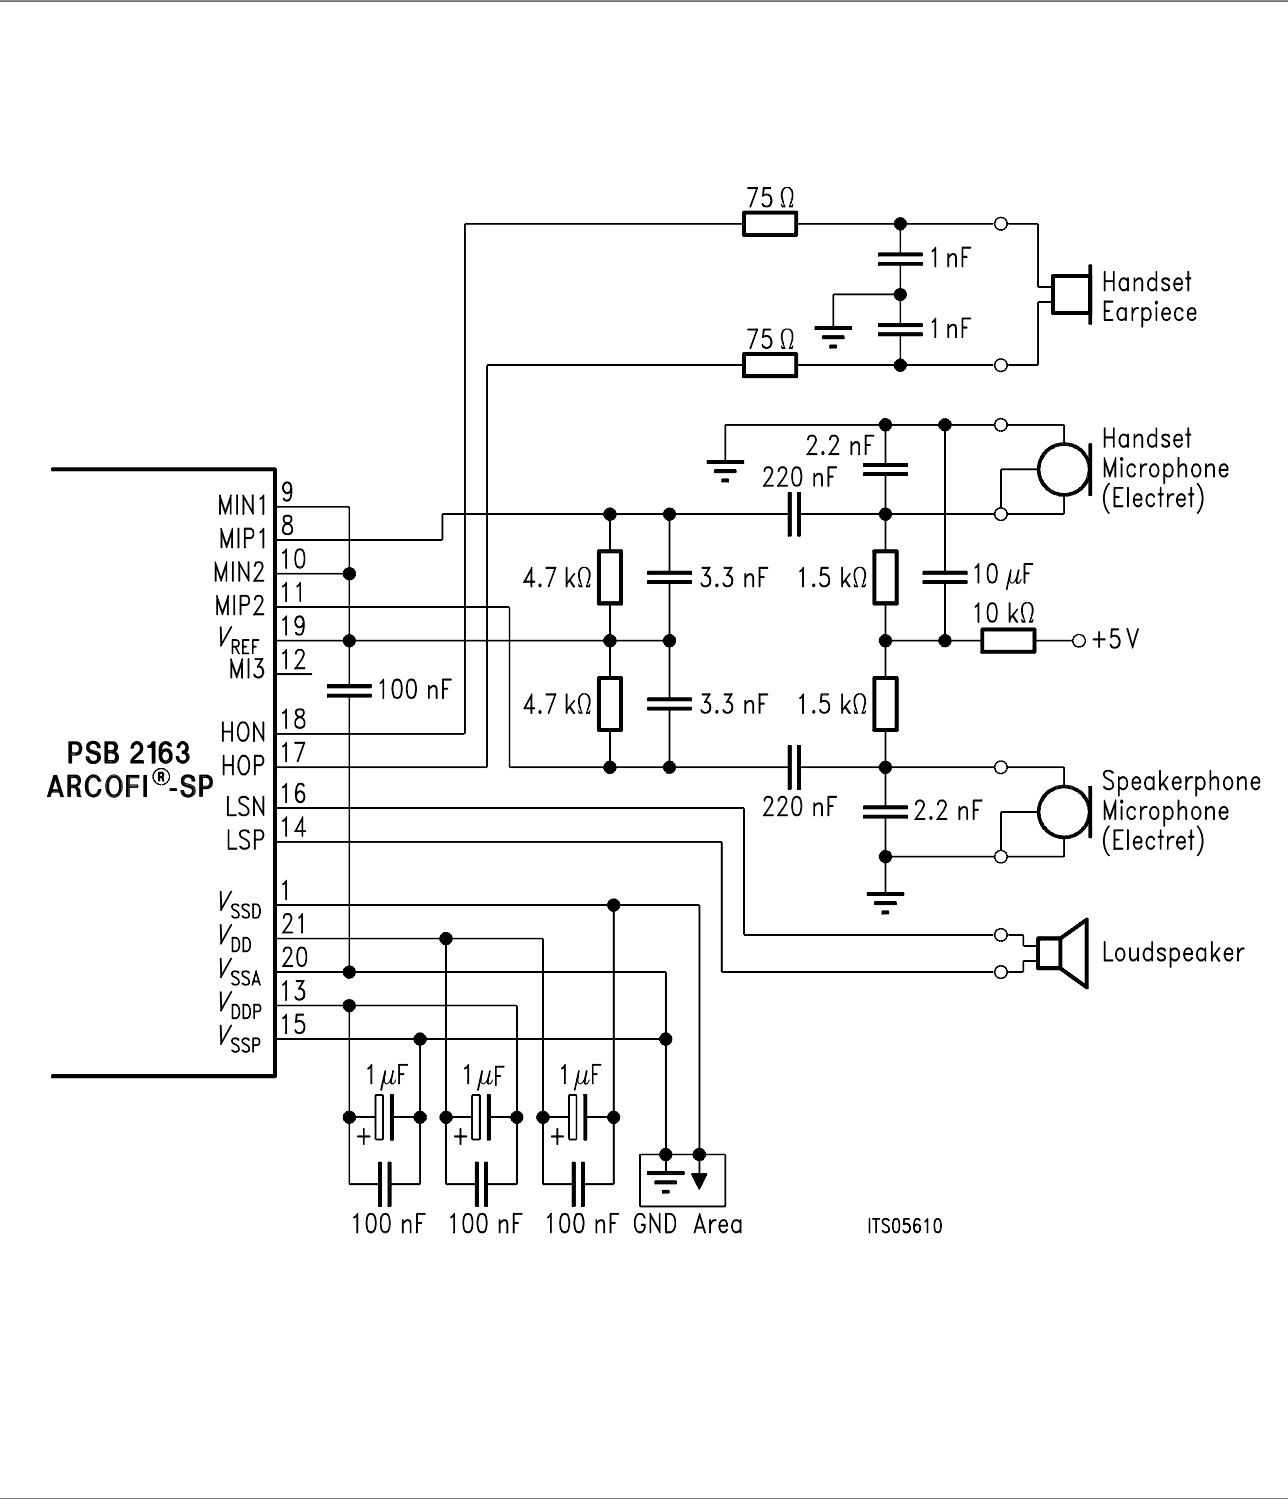 75 Ω
1 nF
Handset
Earpiece
1 nF
75 Ω
2.2 nF
Handset
Microphone
(Electret)
220 nF
MIN1 9
MIP1 8
MIN2 10
MIP2 11
VREF 19
MI3 12
4.7 kΩ
3.3 nF
1.5 kΩ
10 μF
10 kΩ
+5 V
100 nF
4.7 kΩ
3.3 nF
1.5 kΩ
HON 18
HOP 17
PSB 2163
ARCOFI®-SP
LSN 16
LSP 14
220 nF
2.2 nF
Speakerphone
Microphone
(Electret)
VSSD 1
VDD 21
VSSA 20
VDDP 13
VSSP 15
Loudspeaker
1 μF
1 μF
1 μF
+
+
+
100 nF
100 nF
100 nF
GND Area
ITS05610